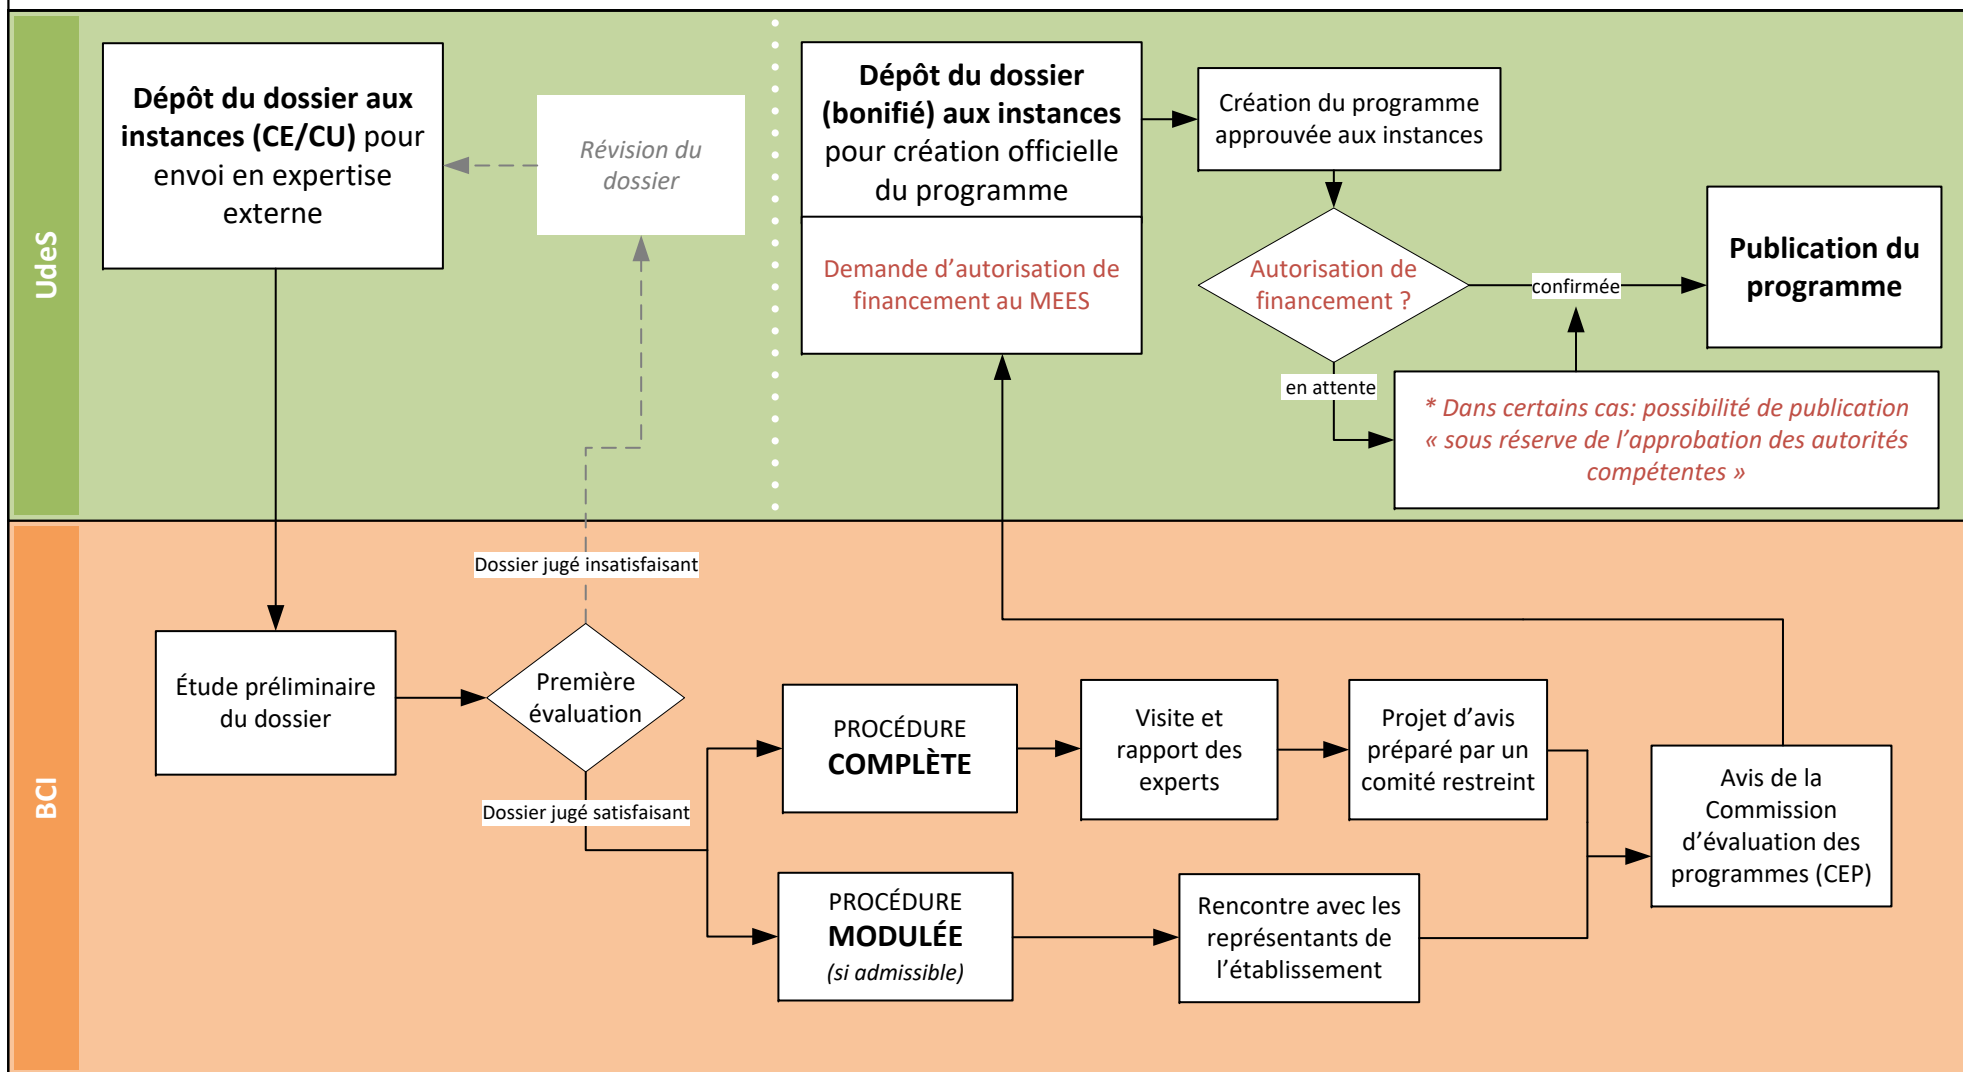 UdeS
Dépôt du dossier aux
instances (CE/CU) pour
envoi en expertise
externe
Révision du
dossier
Dépôt du dossier
(bonifié) aux instances
pour création officielle
du programme
Demande d’autorisation de
financement au MEES
Création du programme
approuvée aux instances
Autorisation de
financement ?
confirmée
Publication du
programme
en attente
* Dans certains cas: possibilité de publication
« sous réserve de l’approbation des autorités
compétentes »
BCI
Dossier jugé insatisfaisant
Étude préliminaire
du dossier
Première
évaluation
Dossier jugé satisfaisant
PROCÉDURE
COMPLÈTE
Visite et
rapport des
experts
Projet d’avis
préparé par un
comité restreint
PROCÉDURE
MODULÉE
(si admissible)
Rencontre avec les
représentants de
l’établissement
Avis de la
Commission
d’évaluation des
programmes (CEP)